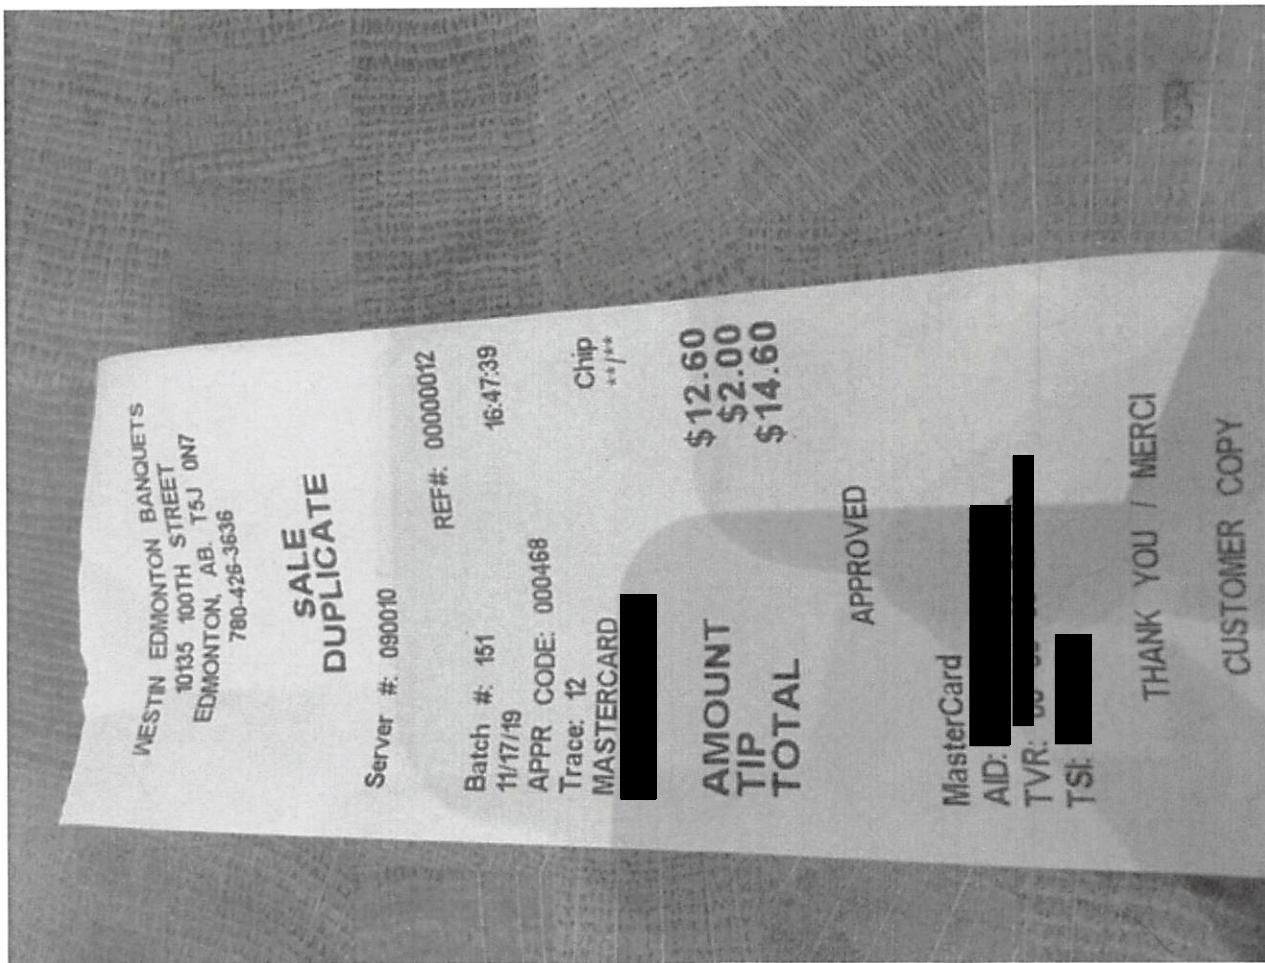 WESTIN EDMONTON BANQUETS
10135 100TH STREET
EDMONTON, AB. T5J 0N7
780-426-3636
SALE
DUPLICATE
Server #: 090010
REF#: 00000012
Batch #: 151
11/17/19 16:47:39
APPR CODE: 000468
Trace: 12
MASTERCARD Chip
**/**
AMOUNT $12.60
TIP $2.00
TOTAL $14.60
APPROVED
MasterCard
AID:
TVR:
TSI:
THANK YOU / MERCI
CUSTOMER COPY